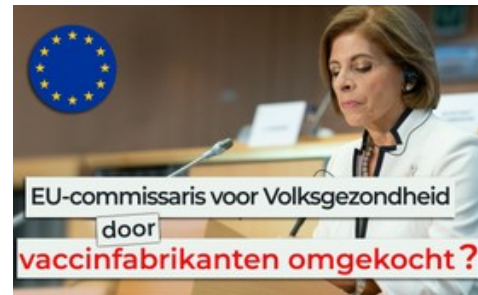 EU-commissaris voor Volksgezondheid
door
vaccinfabrikanten omgekocht?